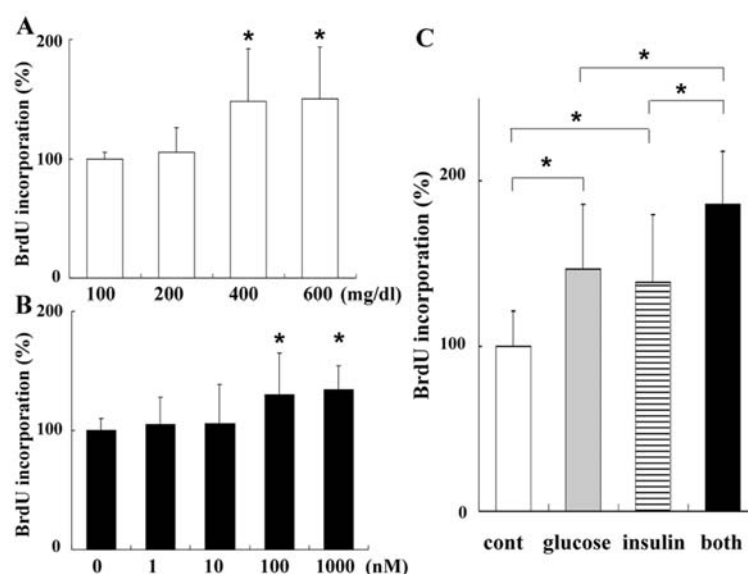 A
BrdU incorporation (%)
200
100
0
* *
100 200 400 600 (mg/dl)
B
BrdU incorporation (%)
200
100
0
* *
0 1 10 100 1000 (nM)
C
BrdU incorporation (%)
200
100
0
*
*
*
*
cont glucose insulin both